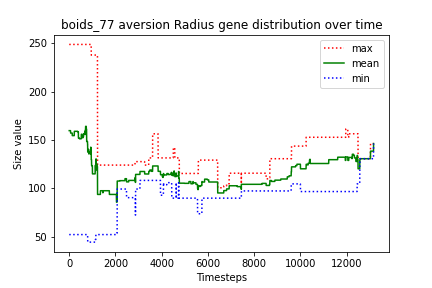 boids_77 aversion Radius gene distribution over time
max
mean
min
Size value
250
200
150
100
50
0
2000
4000
6000
8000
10000
12000
Timesteps